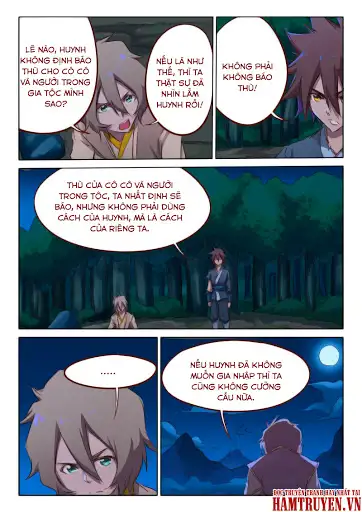 LẼ NÀO, HUYNH
KHÔNG ĐỊNH BÁO
THÙ CHO CÔ CÔ
VÀ NGƯỜI TRONG
GIA TỘC MÌNH
SAO?
NẾU LÀ NHƯ
THẾ, THÌ TA
THẬT SỰ ĐÃ
NHÌN LẦM
HUYNH RỒI!
KHÔNG PHẢI
KHÔNG BÁO
THÙ!
THÙ CỦA CÔ CÔ VÀ NGƯỜI
TRONG TỘC, TA NHẤT ĐỊNH SẼ
BÁO, NHƯNG KHÔNG PHẢI DÙNG
CÁCH CỦA HUYNH, MÀ LÀ CÁCH
CỦA RIÊNG TA.
.....
NẾU HUYNH ĐÃ KHÔNG
MUỐN GIA NHẬP THÌ TA
CŨNG KHÔNG CƯỠNG
CẦU NỮA.
ĐỌC TRUYỆN TRANH HAY NHẤT TẠI
HAMTRUYEN.VN